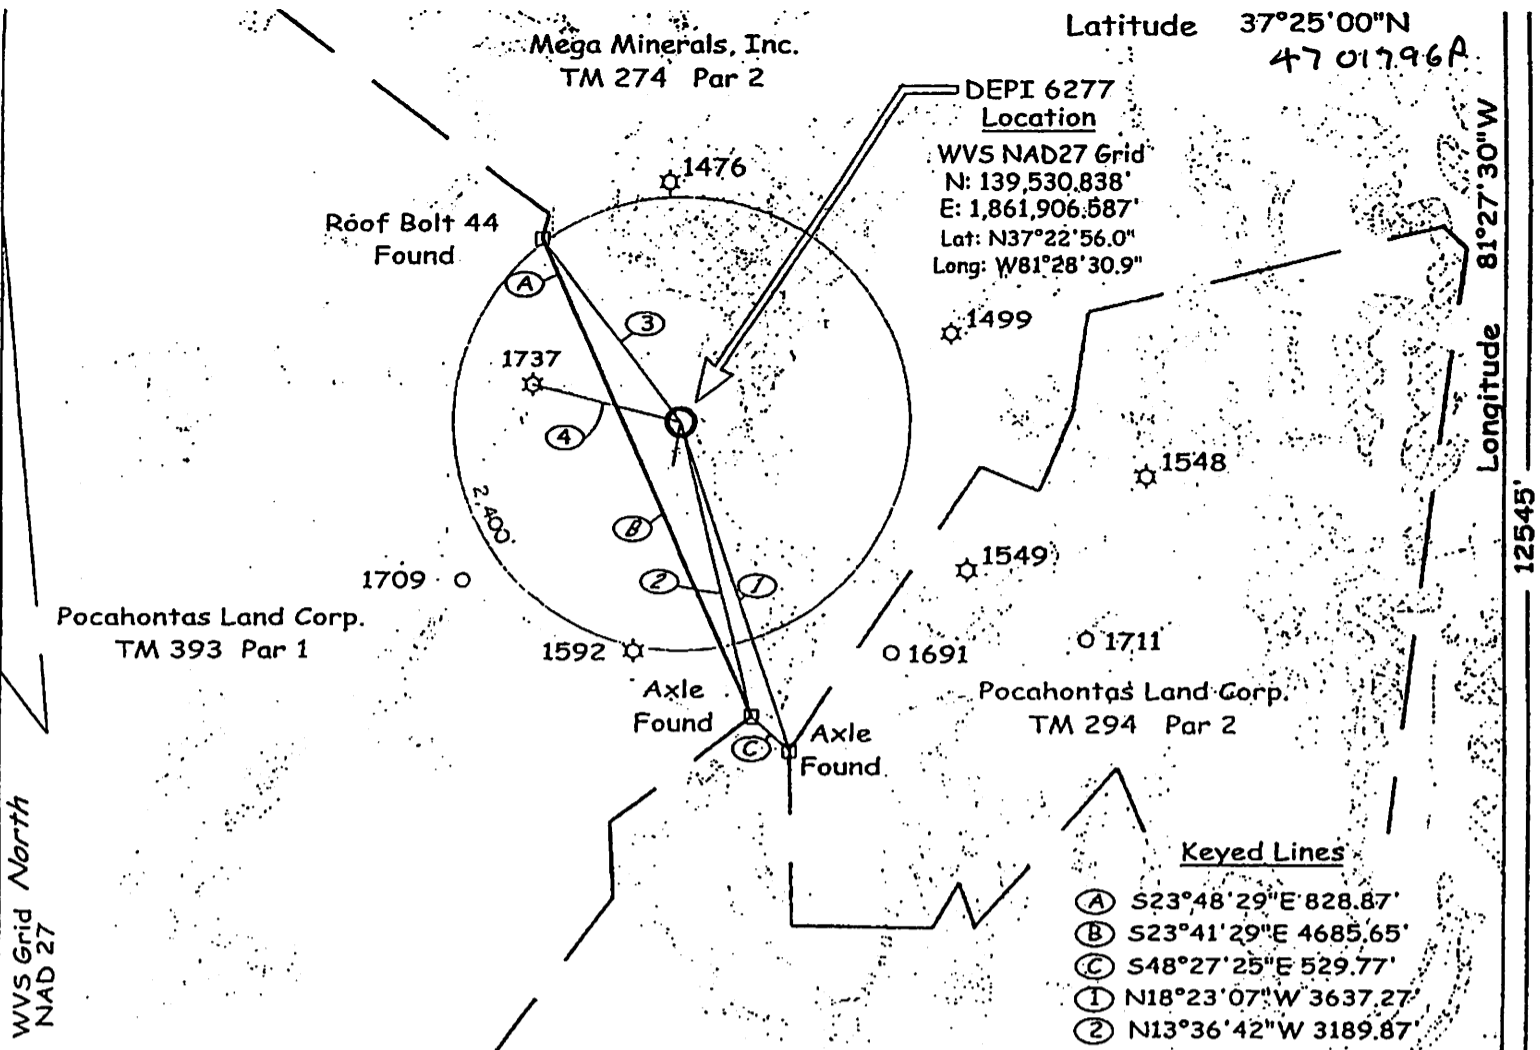 Latitude 37°25'00"N
47 01796A
Mega Minerals, Inc.
TM 274 Par 2
DEPI 6277
Location
WVS NAD27 Grid
N: 139,530.838'
E: 1,861,906.587'
Lat: N37°22'56.0"
Long: W81°28'30.9"
Longitude 81°27'30"W
12545'
1476
Roof Bolt 44
Found
A
3
1499
1737
4
1548
2,400'
B
1549
2
1
1709
Pocahontas Land Corp.
TM 393 Par 1
1592
1691
1711
Axle
Found
Pocahontas Land Corp.
TM 294 Par 2
C
Axle
Found
WVS Grid North
NAD 27
Keyed Lines
A S23°48'29"E 828.87'
B S23°41'29"E 4685.65'
C S48°27'25"E 529.77'
1 N18°23'07"W 3637.27'
2 N13°36'42"W 3189.87'